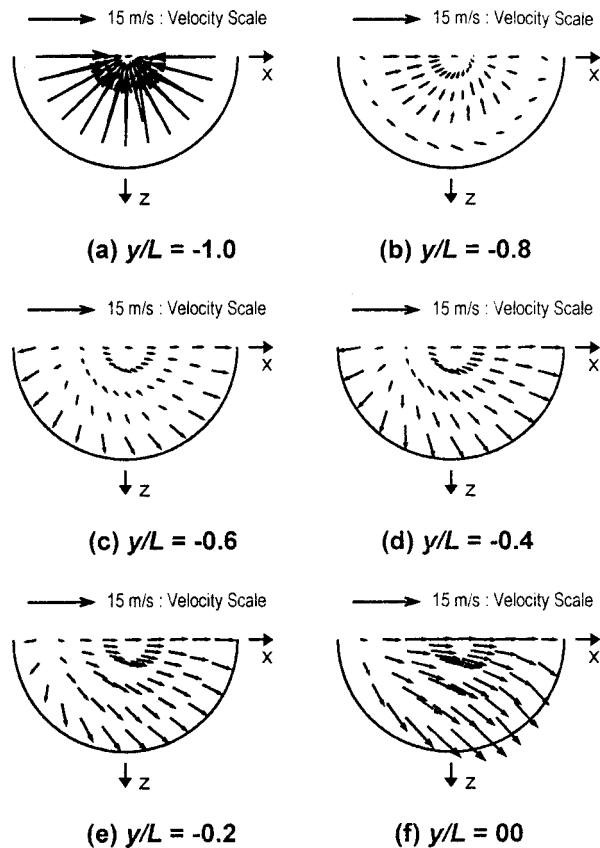 15 m/s : Velocity Scale
15 m/s : Velocity Scale
X
X
Z
Z
(a) y/L = -1.0
(b) y/L = -0.8
15 m/s : Velocity Scale
15 m/s : Velocity Scale
X
X
Z
Z
(c) y/L = -0.6
(d) y/L = -0.4
15 m/s : Velocity Scale
15 m/s : Velocity Scale
X
X
Z
Z
(e) y/L = -0.2
(f) y/L = 00